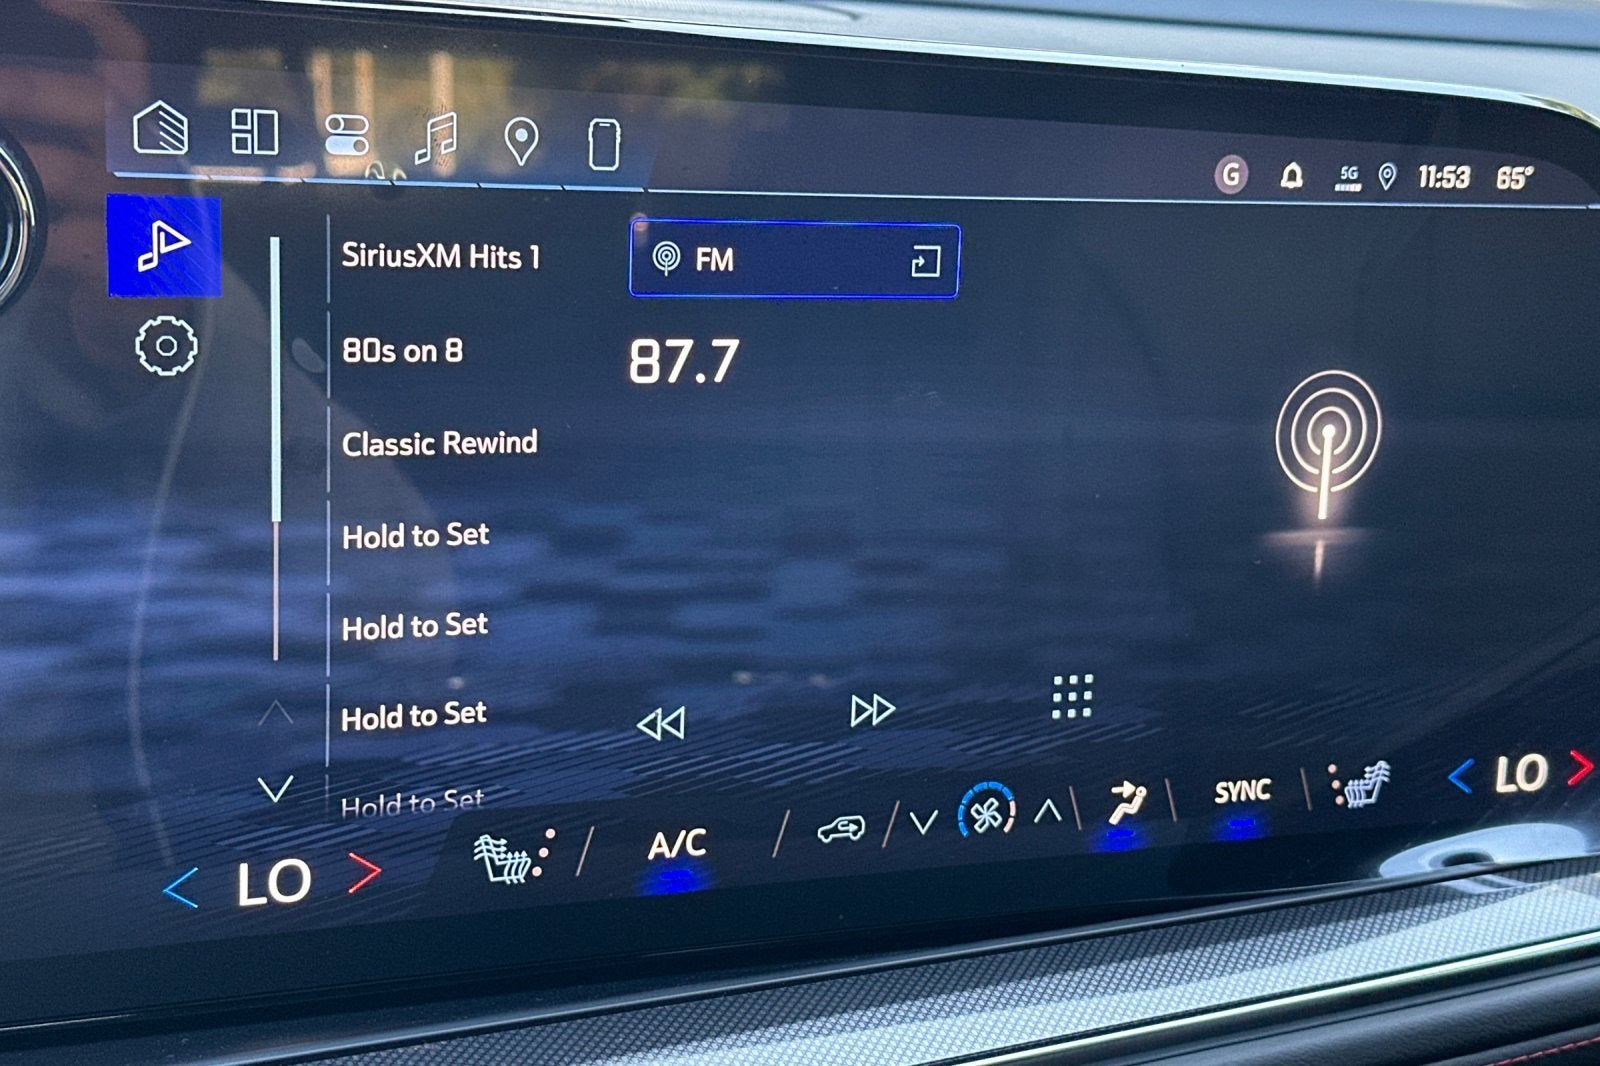 G
5G
11:53
65°
SiriusXM Hits 1
FM
80s on 8
87.7
Classic Rewind
Hold to Set
Hold to Set
Hold to Set
Hold to Set
LO
A/C
SYNC
LO